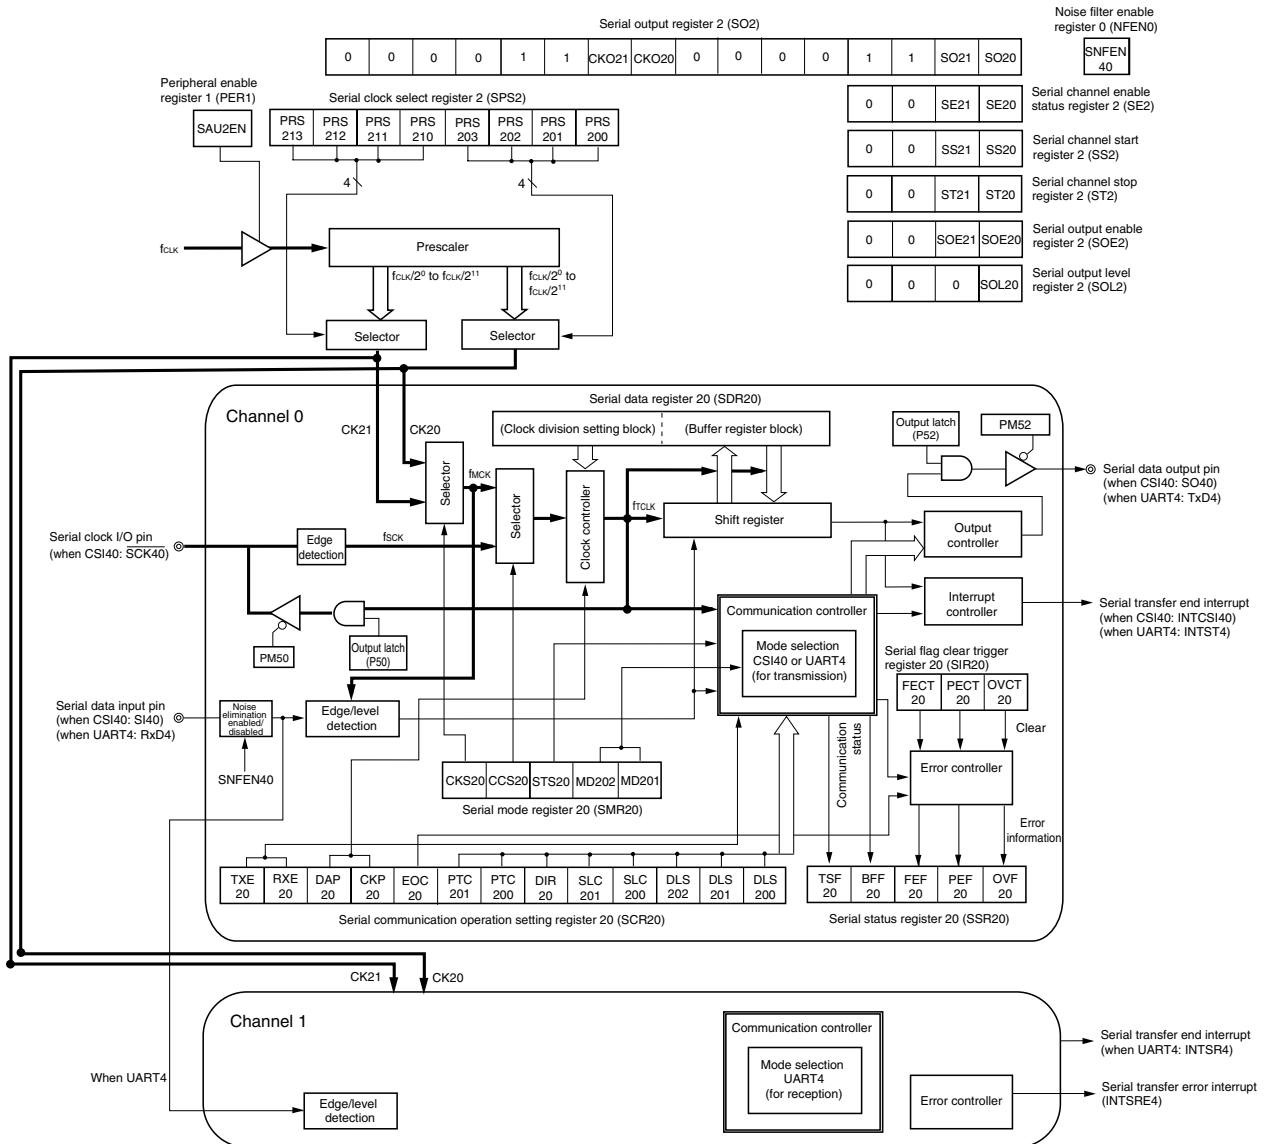 Serial output register 2 (SO2)
0 0 0 0 1 1 CKO21 CKO20 0 0 0 0 1 1 SO21 SO20
Noise filter enable
register 0 (NFEN0)
SNFEN
40
Peripheral enable
register 1 (PER1)
SAU2EN
Serial clock select register 2 (SPS2)
PRS PRS PRS PRS PRS PRS PRS PRS
213 212 211 210 203 202 201 200
0 0 SE21 SE20
Serial channel enable
status register 2 (SE2)
0 0 SS21 SS20
Serial channel start
register 2 (SS2)
0 0 ST21 ST20
Serial channel stop
register 2 (ST2)
0 0 SOE21 SOE20
Serial output enable
register 2 (SOE2)
0 0 0 SOL20
Serial output level
register 2 (SOL2)
4 4
fCLK
Prescaler
fCLK/2⁰ to fCLK/2¹¹
fCLK/2⁰ to
fCLK/2¹¹
Selector
Selector
Channel 0
CK21
CK20
Serial data register 20 (SDR20)
(Clock division setting block) (Buffer register block)
Output latch
(P52)
PM52
Serial data output pin
(when CSI40: SO40)
(when UART4: TxD4)
Selector
fMCK
Selector
Clock controller
fTCLK
Shift register
Output
controller
Serial clock I/O pin
(when CSI40: SCK40)
Edge
detection
fSCK
Interrupt
controller
Serial transfer end interrupt
(when CSI40: INTCSI40)
(when UART4: INTST4)
Communication controller
Mode selection
CSI40 or UART4
(for transmission)
PM50
Output latch
(P50)
Serial flag clear trigger
register 20 (SIR20)
FECT PECT OVCT
20 20 20
Clear
Serial data input pin
(when CSI40: SI40)
(when UART4: RxD4)
Noise
elimination
enabled/
disabled
SNFEN40
Edge/level
detection
Communication
status
Error controller
Error
information
CKS20 CCS20 STS20 MD202 MD201
Serial mode register 20 (SMR20)
TXE RXE DAP CKP EOC PTC PTC DIR SLC SLC DLS DLS DLS
20 20 20 20 20 201 200 20 201 200 202 201 200
Serial communication operation setting register 20 (SCR20)
TSF BFF FEF PEF OVF
20 20 20 20 20
Serial status register 20 (SSR20)
CK21
CK20
Channel 1
When UART4
Edge/level
detection
Communication controller
Mode selection
UART4
(for reception)
Error controller
Serial transfer end interrupt
(when UART4: INTSR4)
Serial transfer error interrupt
(INTSRE4)